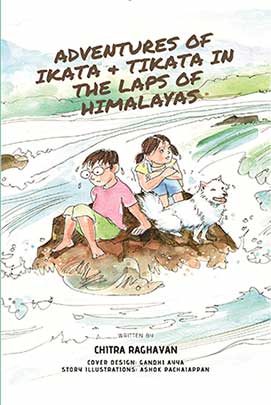 ADVENTURES OF
IKATA & TIKATA IN
THE LAPS OF
HIMALAYAS
WRITTEN BY
CHITRA RAGHAVAN
COVER DESIGN: GANDHI AYYA
STORY ILLUSTRATIONS: ASHOK PACHAIAPPAN